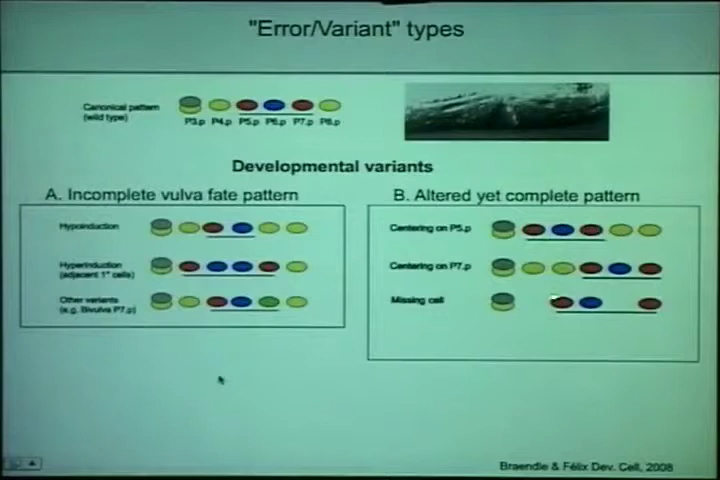 "Error/Variant" types
Canonical pattern
(wild type)
P3.p P4.p P5.p P6.p P7.p P8.p
Developmental variants
A. Incomplete vulva fate pattern
B. Altered yet complete pattern
Hypoinduction
Hyperinduction
(adjacent 1° cells)
Other variants
(e.g. Bivulva P7.p)
Centering on P5.p
Centering on P7.p
Missing cell
Braendle & Félix Dev. Cell, 2008